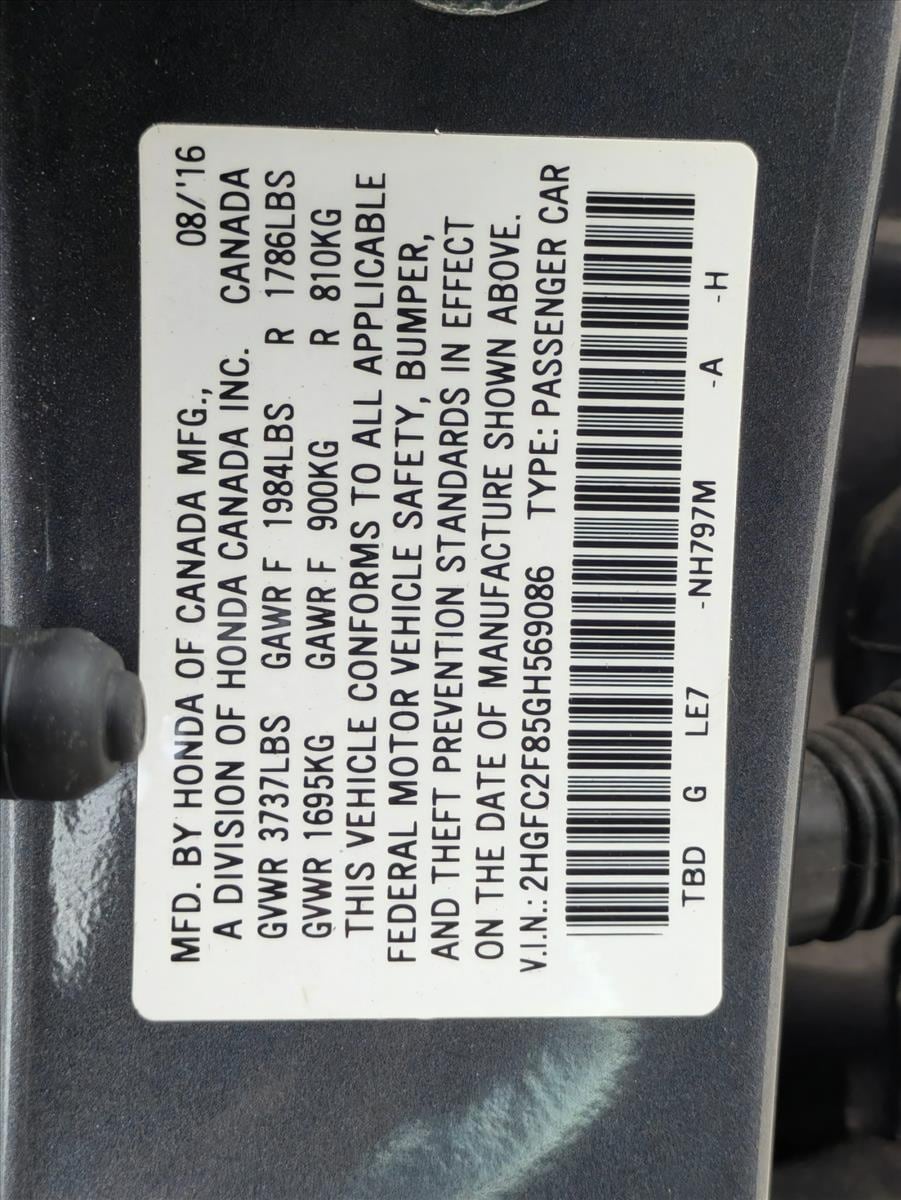 MFD. BY HONDA OF CANADA MFG., 08/'16
A DIVISION OF HONDA CANADA INC. CANADA
GVWR 3737LBS GAWR F 1984LBS R 1786LBS
GVWR 1695KG GAWR F 900KG R 810KG
THIS VEHICLE CONFORMS TO ALL APPLICABLE
FEDERAL MOTOR VEHICLE SAFETY, BUMPER,
AND THEFT PREVENTION STANDARDS IN EFFECT
ON THE DATE OF MANUFACTURE SHOWN ABOVE.
V.I.N.: 2HGFC2F85GH569086 TYPE: PASSENGER CAR
TBD G LE7 -NH797M -A -H